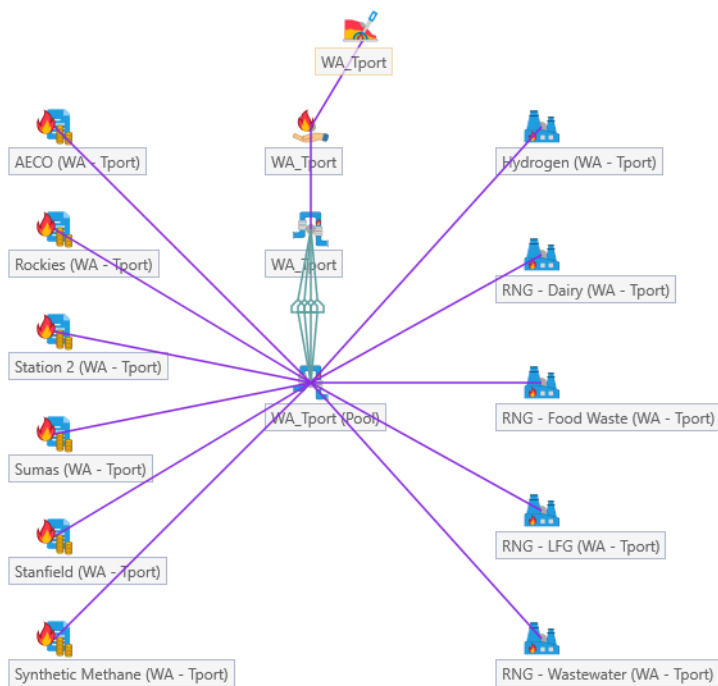 WA_Tport
AECO (WA - Tport)
WA_Tport
Hydrogen (WA - Tport)
Rockies (WA - Tport)
WA_Tport
RNG - Dairy (WA - Tport)
Station 2 (WA - Tport)
WA_Tport (Pool)
RNG - Food Waste (WA - Tport)
Sumas (WA - Tport)
RNG - LFG (WA - Tport)
Stanfield (WA - Tport)
Synthetic Methane (WA - Tport)
RNG - Wastewater (WA - Tport)